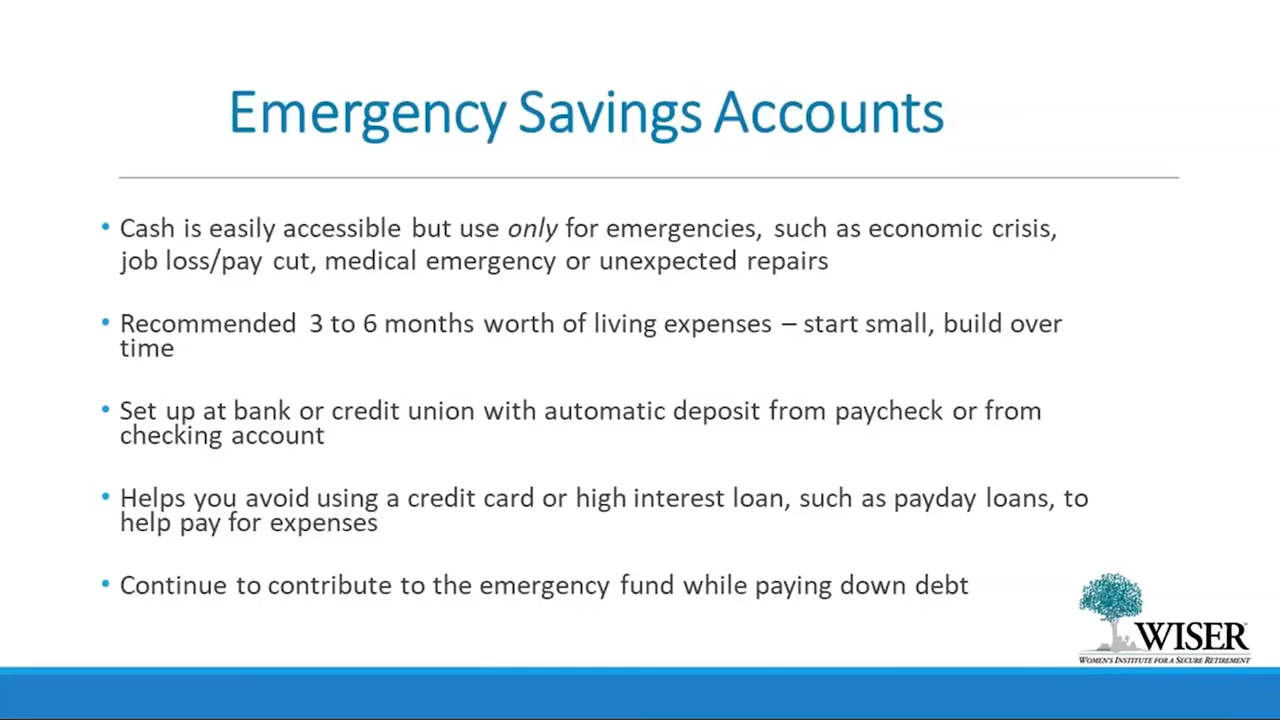 Emergency Savings Accounts
• Cash is easily accessible but use only for emergencies, such as economic crisis,
job loss/pay cut, medical emergency or unexpected repairs
• Recommended 3 to 6 months worth of living expenses – start small, build over
time
• Set up at bank or credit union with automatic deposit from paycheck or from
checking account
• Helps you avoid using a credit card or high interest loan, such as payday loans, to
help pay for expenses
• Continue to contribute to the emergency fund while paying down debt
WISER
WOMEN'S INSTITUTE FOR A SECURE RETIREMENT